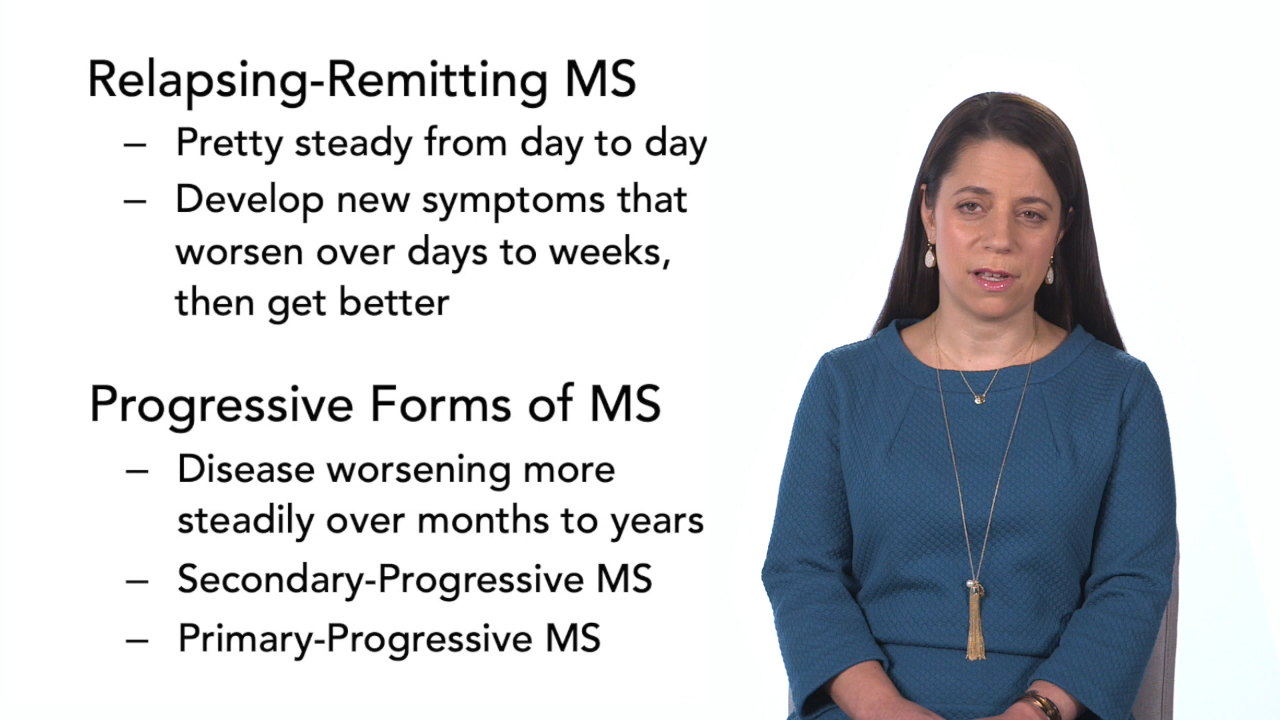 Relapsing-Remitting MS
– Pretty steady from day to day
– Develop new symptoms that
worsen over days to weeks,
then get better
Progressive Forms of MS
– Disease worsening more
steadily over months to years
– Secondary-Progressive MS
– Primary-Progressive MS